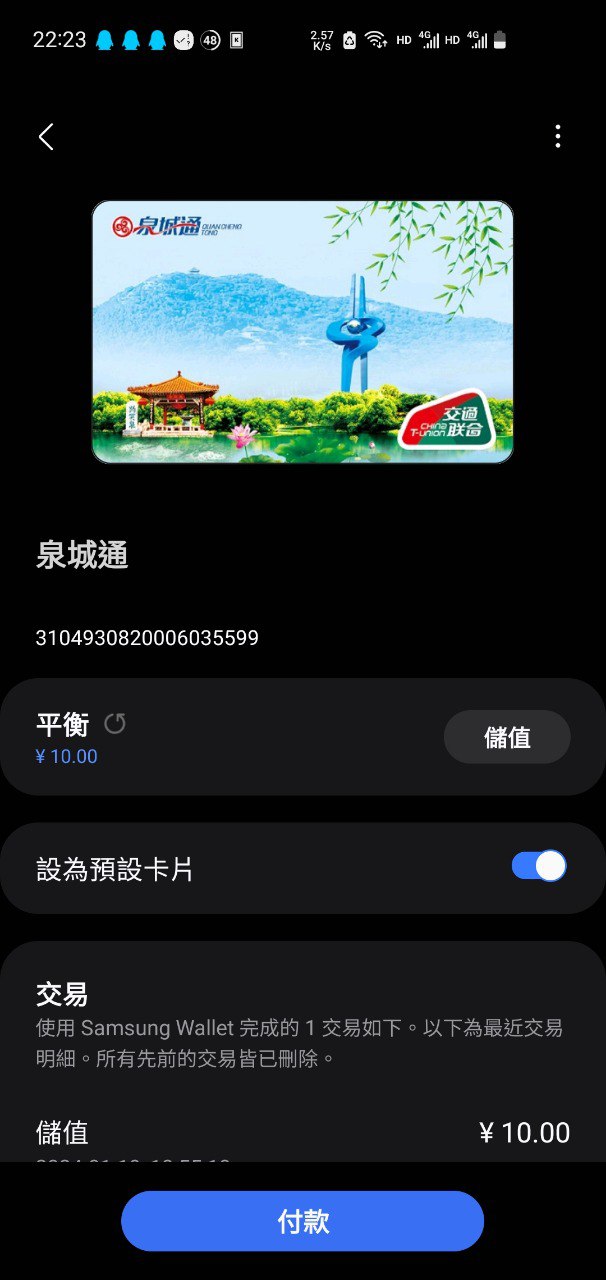 22:23
48
K
2.57
K/s
HD
4G
HD
4G
泉城通
QUAN CHENG
TONG
交通
联合
CHINA
T-UNION
泉城通
3104930820006035599
平衡
¥ 10.00
儲值
設為預設卡片
交易
使用 Samsung Wallet 完成的 1 交易如下。以下為最近交易
明細。所有先前的交易皆已刪除。
儲值
¥ 10.00
付款